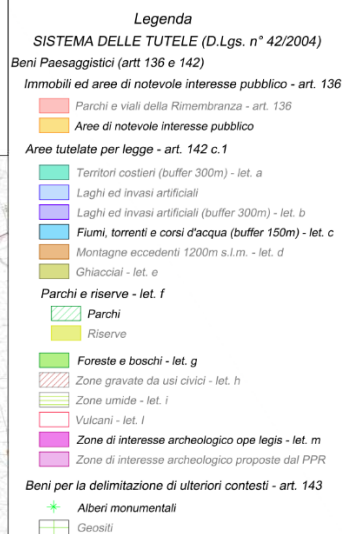 Legenda
SISTEMA DELLE TUTELE (D.Lgs. n° 42/2004)
Beni Paesaggistici (artt 136 e 142)
Immobili ed aree di notevole interesse pubblico - art. 136
Parchi e viali della Rimembranza - art. 136
Aree di notevole interesse pubblico
Aree tutelate per legge - art. 142 c.1
Territori costieri (buffer 300m) - let. a
Laghi ed invasi artificiali
Laghi ed invasi artificiali (buffer 300m) - let. b
Fiumi, torrenti e corsi d'acqua (buffer 150m) - let. c
Montagne eccedenti 1200m s.l.m. - let. d
Ghiacciai - let. e
Parchi e riserve - let. f
Parchi
Riserve
Foreste e boschi - let. g
Zone gravate da usi civici - let. h
Zone umide - let. i
Vulcani - let. l
Zone di interesse archeologico ope legis - let. m
Zone di interesse archeologico proposte dal PPR
Beni per la delimitazione di ulteriori contesti - art. 143
Alberi monumentali
Geositi